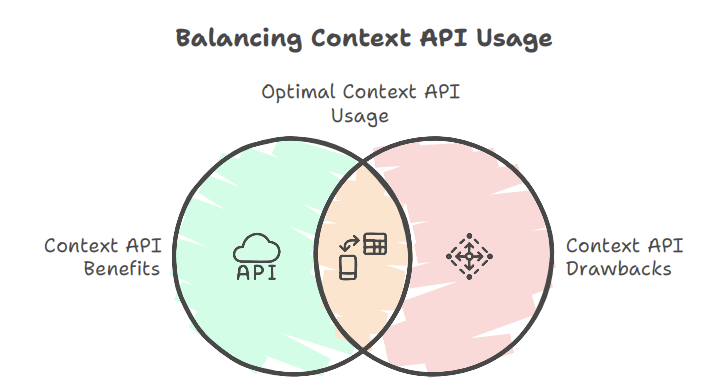 Balancing Context API Usage
Optimal Context API
Usage
Context API
Benefits
API
Context API
Drawbacks